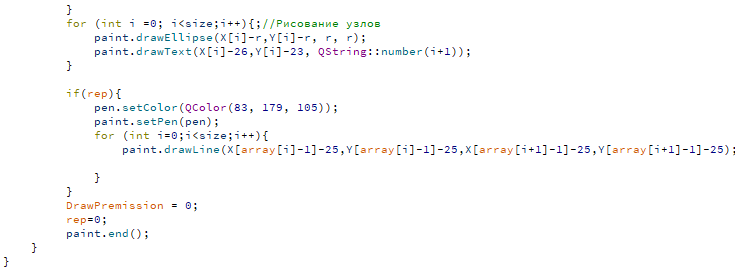 }
for (int i =0; i<size;i++){;//Рисование узлов
paint.drawEllipse(X[i]-r,Y[i]-r, r, r);
paint.drawText(X[i]-26,Y[i]-23, QString::number(i+1));
}
if(rep){
pen.setColor(QColor(83, 179, 105));
paint.setPen(pen);
for (int i=0;i<size;i++){
paint.drawLine(X[array[i]-1]-25,Y[array[i]-1]-25,X[array[i+1]-1]-25,Y[array[i+1]-1]-25);
}
}
DrawPremission = 0;
rep=0;
paint.end();
}
}